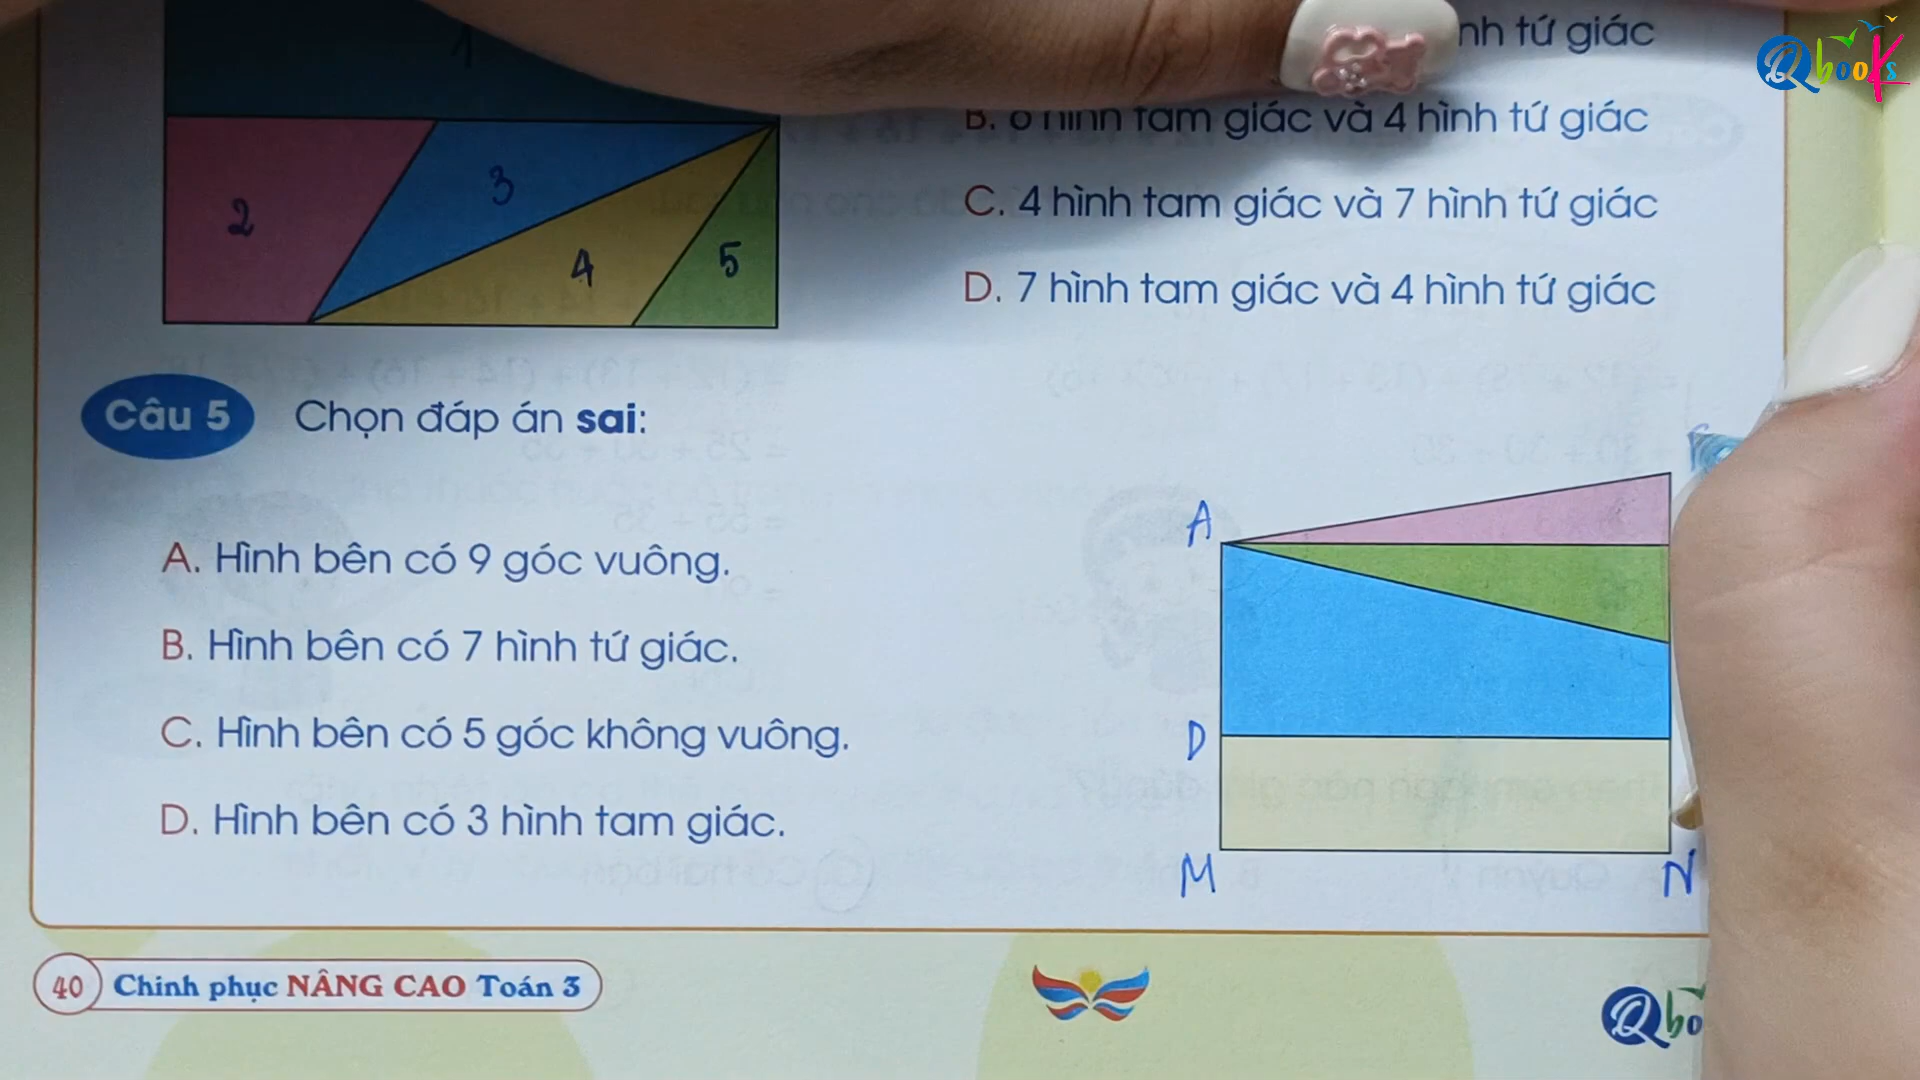 1
nh tứ giác
Qbooks
B. 6 hình tam giác và 4 hình tứ giác
2
3
C. 4 hình tam giác và 7 hình tứ giác
4
5
D. 7 hình tam giác và 4 hình tứ giác
Câu 5 Chọn đáp án sai:
A
A. Hình bên có 9 góc vuông.
B. Hình bên có 7 hình tứ giác.
C. Hình bên có 5 góc không vuông.
D
D. Hình bên có 3 hình tam giác.
M
N
40 Chinh phục NÂNG CAO Toán 3
Qbo